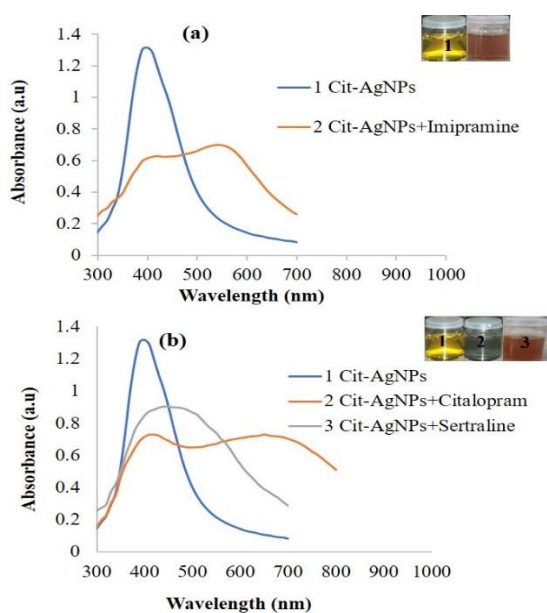 (a)
1.4
1.2
1
0.8
0.6
0.4
0.2
0
Absorbance (a.u)
1 Cit-AgNPs
2 Cit-AgNPs+Imipramine
1
300 400 500 600 700 800 900 1000
Wavelength (nm)
(b)
1.4
1.2
1
0.8
0.6
0.4
0.2
0
Absorbance (a.u)
1 2 3
1 Cit-AgNPs
2 Cit-AgNPs+Citalopram
3 Cit-AgNPs+Sertraline
300 400 500 600 700 800 900 1000
Wavelength (nm)